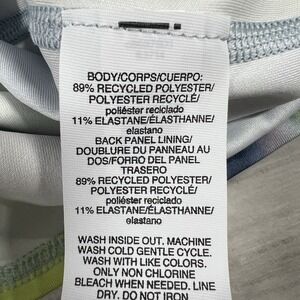 BODY/CORPS/CUERPO:
89% RECYCLED POLYESTER/
POLYESTER RECYCLÉ/
poliéster reciclado
11% ELASTANE/ÉLASTHANNE/
elastano
BACK PANEL LINING/
DOUBLURE DU PANNEAU AU
DOS/FORRO DEL PANEL
TRASERO
89% RECYCLED POLYESTER/
POLYESTER RECYCLÉ/
poliéster reciclado
11% ELASTANE/ÉLASTHANNE/
elastano
WASH INSIDE OUT. MACHINE
WASH COLD GENTLE CYCLE.
WASH WITH LIKE COLORS.
ONLY NON CHLORINE
BLEACH WHEN NEEDED. LINE
DRY. DO NOT IRON